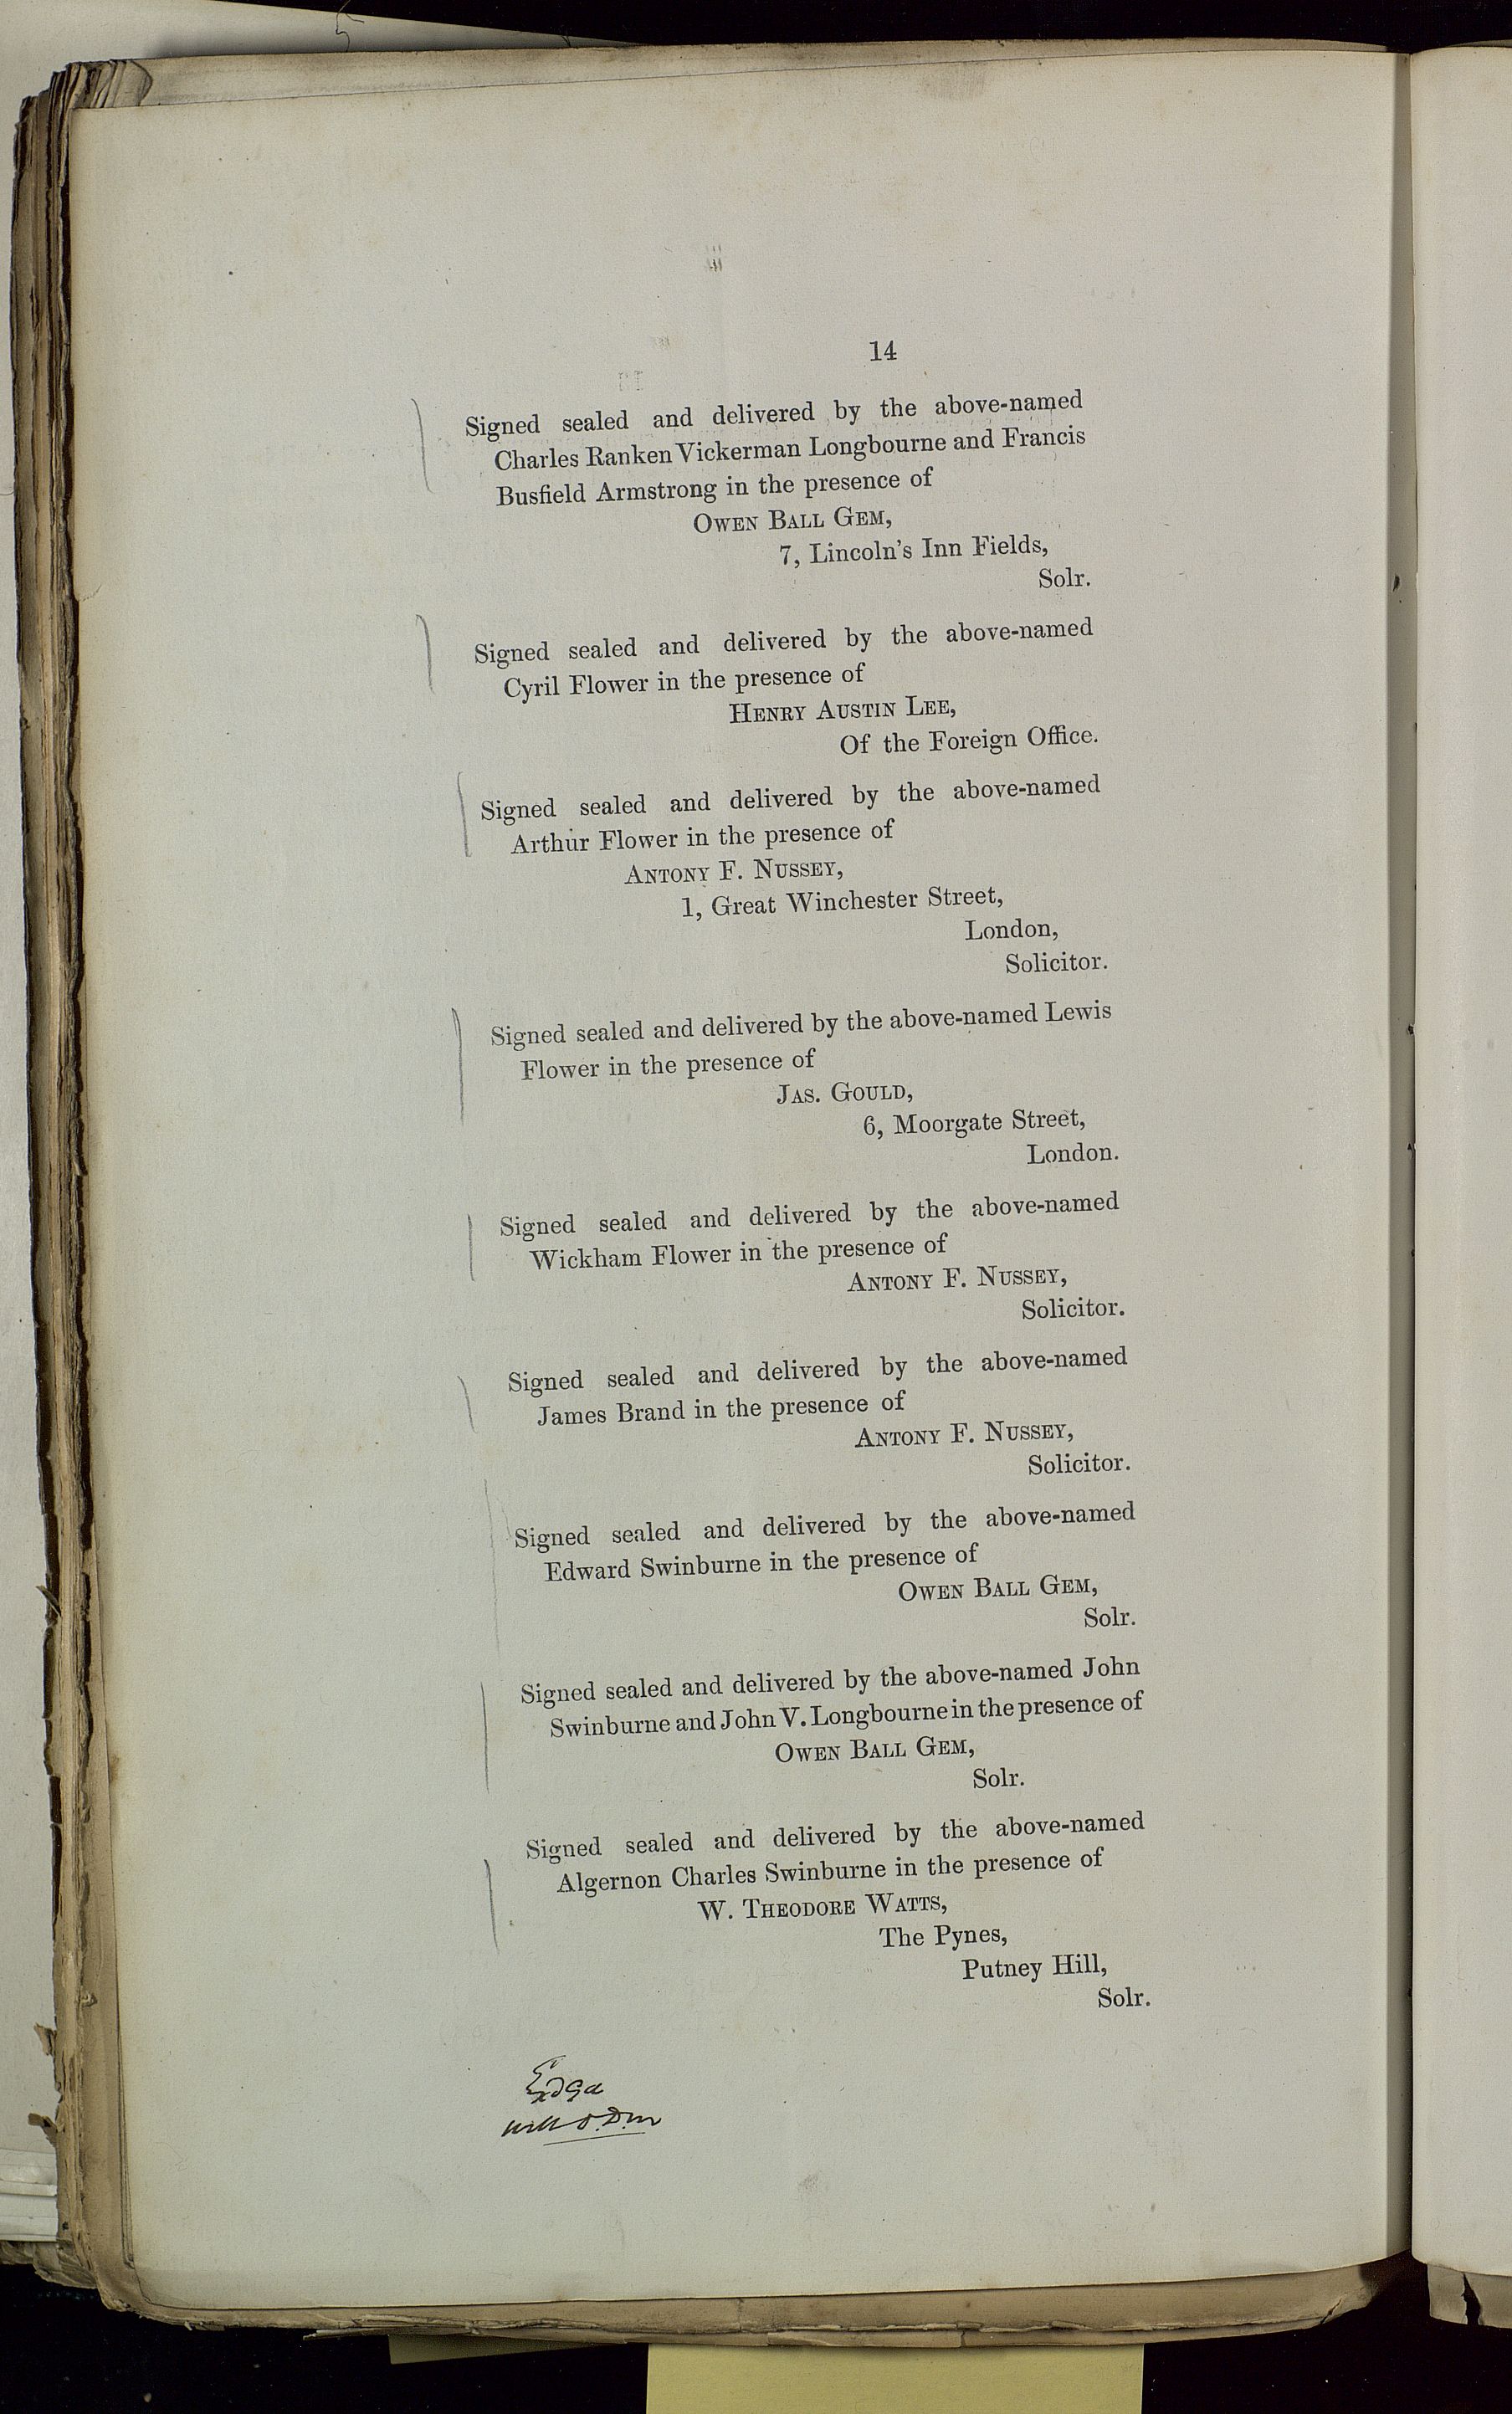 14
Signed sealed and delivered by the above-named
Charles Ranken Vickerman Longbourne and Francis
Busfield Armstrong in the presence of
OWEN BALL GEM,
7, Lincoln's Inn Fields,
Solr.
Signed sealed and delivered by the above-named
Cyril Flower in the presence of
HENRY AUSTIN LEE,
Of the Foreign Office.
Signed sealed and delivered by the above-named
Arthur Flower in the presence of
ANTONY F. NUSSEY,
1, Great Winchester Street,
London,
Solicitor.
Signed sealed and delivered by the above-named Lewis
Flower in the presence of
JAS. GOULD,
6, Moorgate Street,
London.
Signed sealed and delivered by the above-named
Wickham Flower in the presence of
ANTONY F. NUSSEY,
Solicitor.
Signed sealed and delivered by the above-named
James Brand in the presence of
ANTONY F. NUSSEY,
Solicitor.
Signed sealed and delivered by the above-named
Edward Swinburne in the presence of
OWEN BALL GEM,
Solr.
Signed sealed and delivered by the above-named John
Swinburne and John V. Longbourne in the presence of
OWEN BALL GEM,
Solr.
Signed sealed and delivered by the above-named
Algernon Charles Swinburne in the presence of
W. THEODORE WATTS,
The Pynes,
Putney Hill,
Solr.